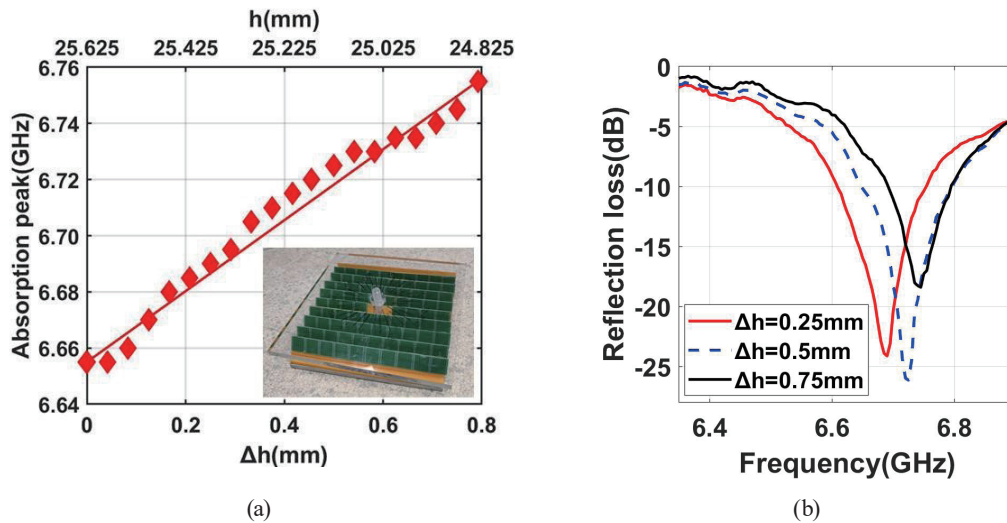 h(mm)
25.625 25.425 25.225 25.025 24.825
6.76
6.74
6.72
6.70
6.68
6.66
6.64
Absorption peak(GHz)
0 0.2 0.4 0.6 0.8
Δh(mm)
(a)
0
-5
-10
-15
-20
-25
Reflection loss(dB)
Δh=0.25mm
Δh=0.5mm
Δh=0.75mm
6.4 6.6 6.8
Frequency(GHz)
(b)